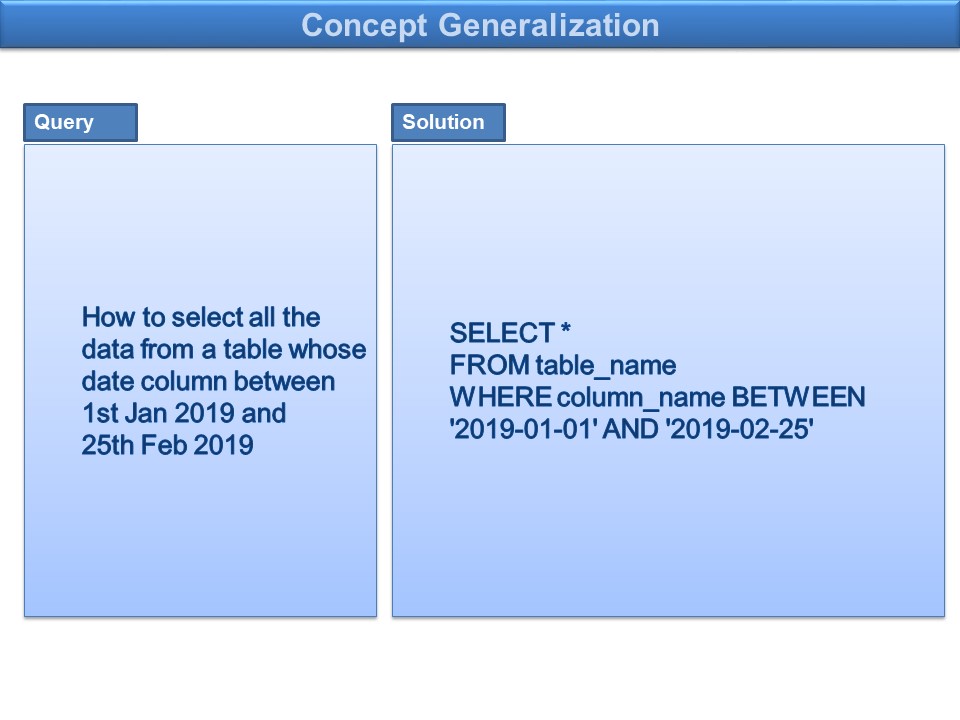 Concept Generalization
Query
Solution
How to select all the
data from a table whose
date column between
1st Jan 2019 and
25th Feb 2019
SELECT *
FROM table_name
WHERE column_name BETWEEN
'2019-01-01' AND '2019-02-25'